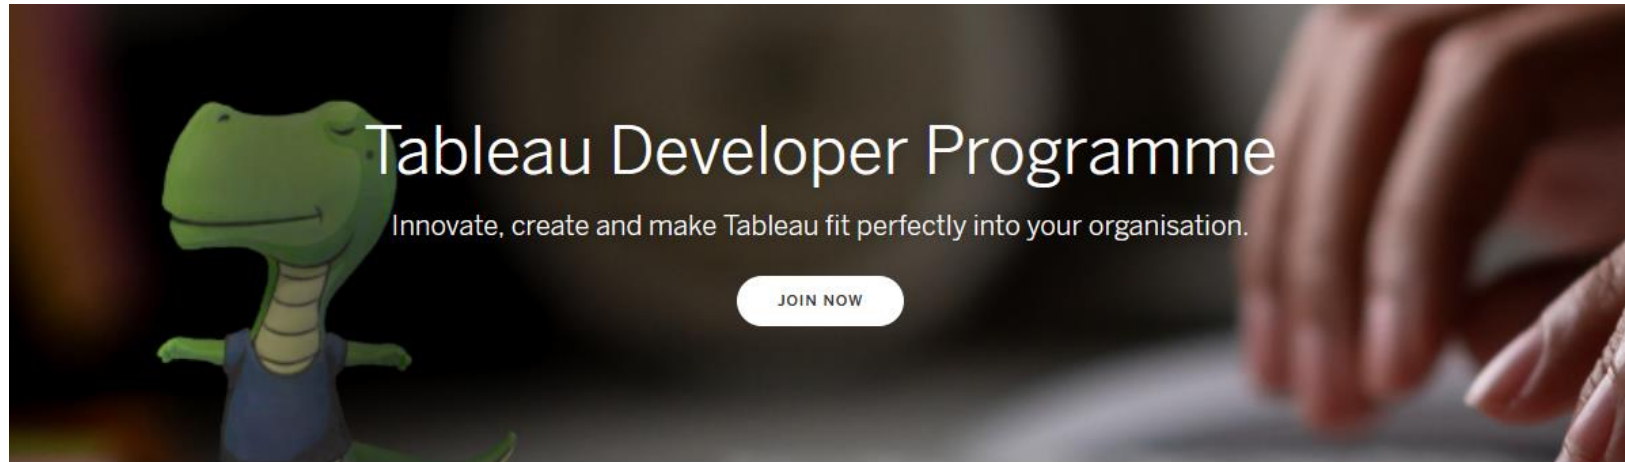 Tableau Developer Programme
Innovate, create and make Tableau fit perfectly into your organisation.
JOIN NOW